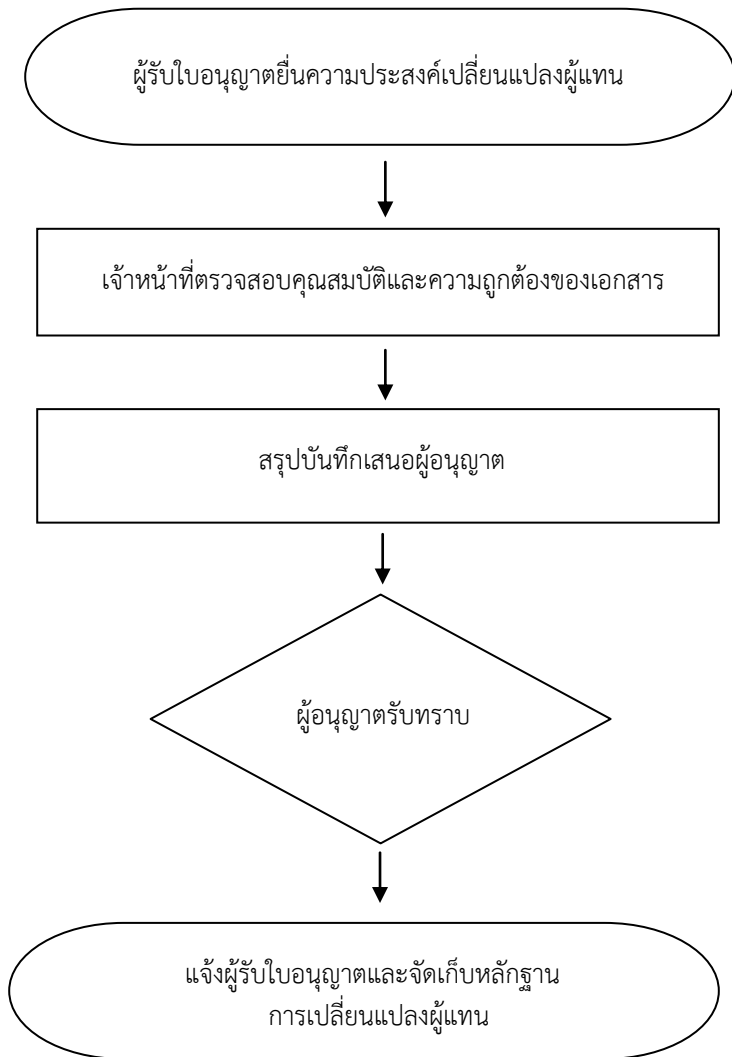 ผู้รับใบอนุญาตยื่นความประสงค์เปลี่ยนแปลงผู้แทน
เจ้าหน้าที่ตรวจสอบคุณสมบัติและความถูกต้องของเอกสาร
สรุปบันทึกเสนอผู้อนุญาต
ผู้อนุญาตรับทราบ
แจ้งผู้รับใบอนุญาตและจัดเก็บหลักฐาน
การเปลี่ยนแปลงผู้แทน